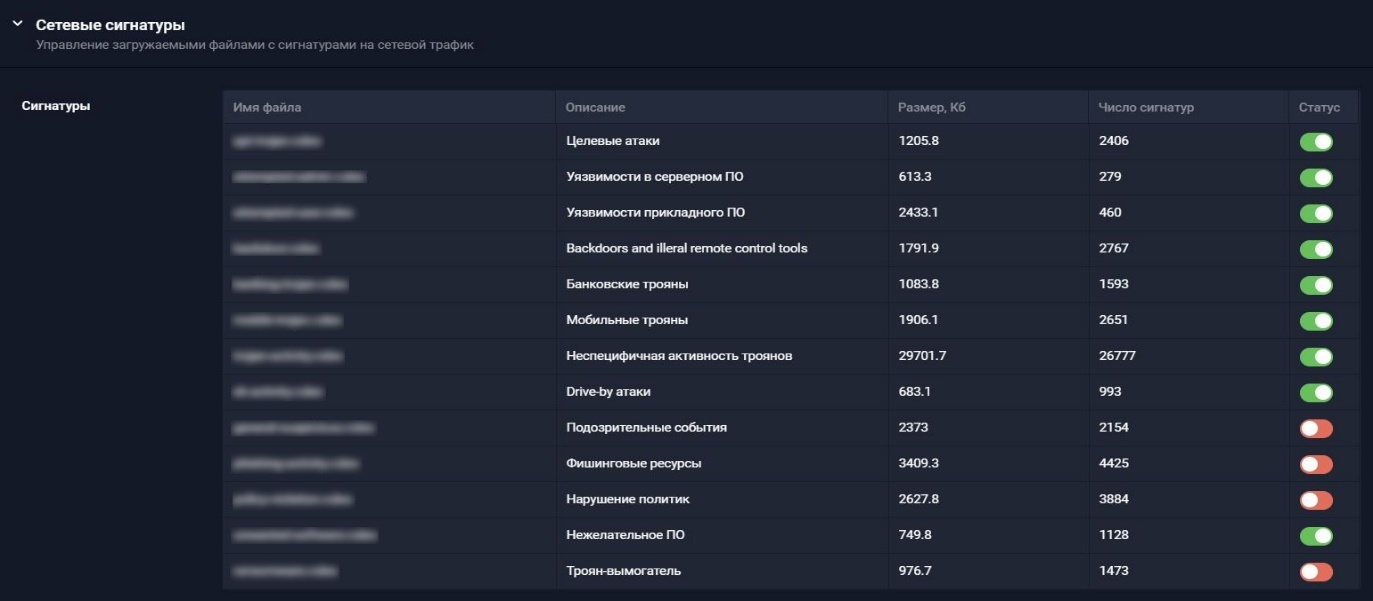 Сетевые сигнатуры
Управление загружаемыми файлами с сигнатурами на сетевой трафик
Сигнатуры
Имя файла Описание Размер, Кб Число сигнатур Статус
Целевые атаки 1205.8 2406
Уязвимости в серверном ПО 613.3 279
Уязвимости прикладного ПО 2433.1 460
Backdoors and illeral remote control tools 1791.9 2767
Банковские трояны 1083.8 1593
Мобильные трояны 1906.1 2651
Неспецифичная активность троянов 29701.7 26777
Drive-by атаки 683.1 993
Подозрительные события 2373 2154
Фишинговые ресурсы 3409.3 4425
Нарушение политик 2627.8 3884
Нежелательное ПО 749.8 1128
Троян-вымогатель 976.7 1473